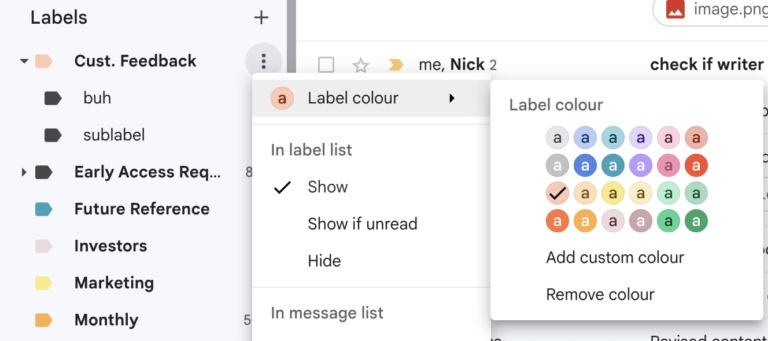 Labels
image.png
Cust. Feedback
me, Nick 2
check if writer
buh
a Label colour
Label colour
sublabel
a a a a a a
a a a a a a
In label list
Early Access Req... 8
Show
a a a a a
Future Reference
a a a a a a
Show if unread
Investors
Add custom colour
Hide
Marketing
Remove colour
In message list
Monthly 5